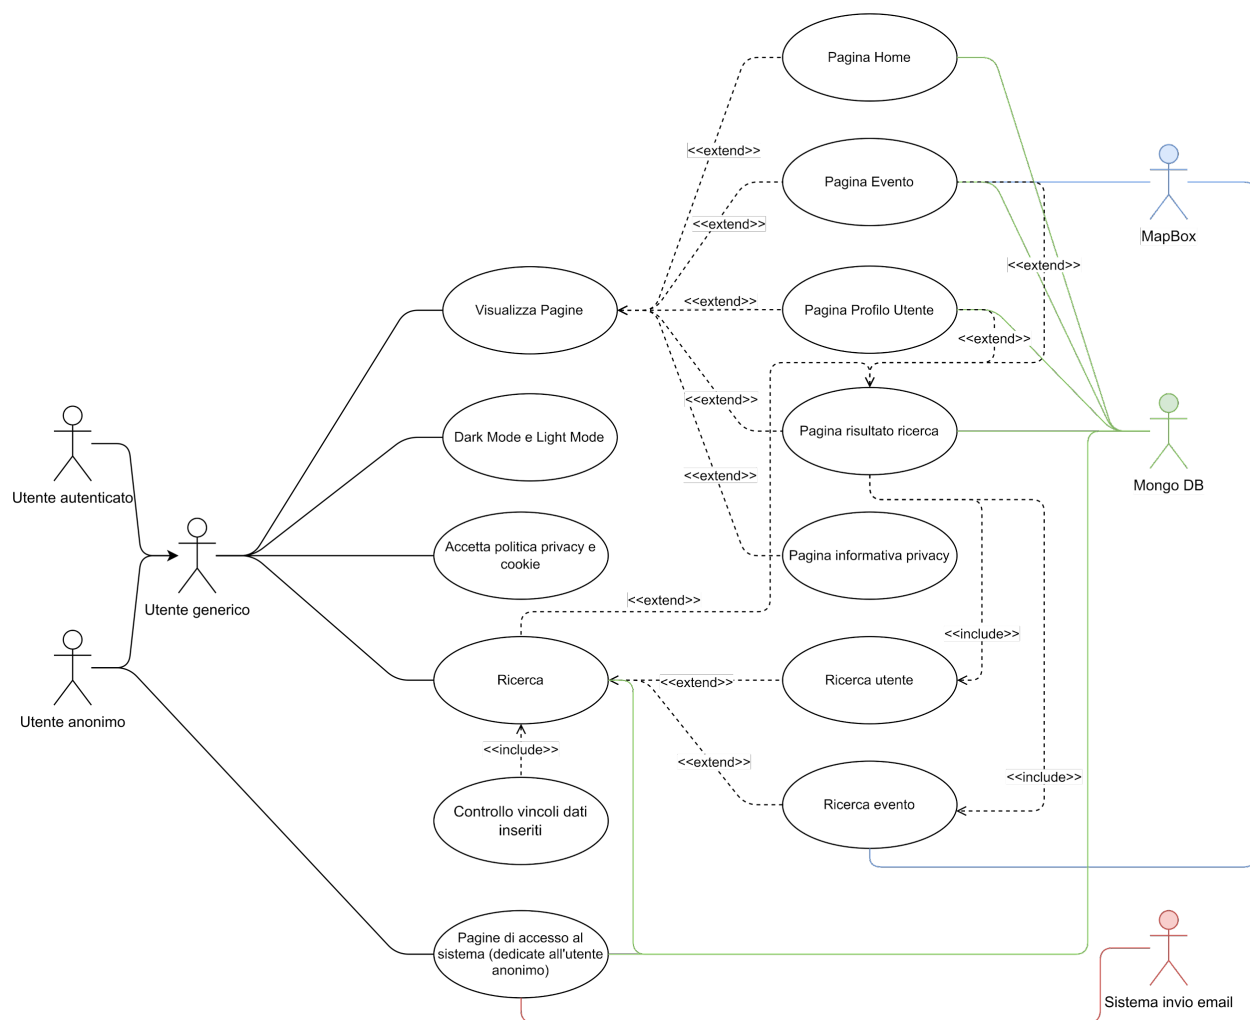 Pagina Home
<<extend>>
Pagina Evento
<<extend>>
MapBox
<<extend>>
Visualizza Pagine
<<extend>>
Pagina Profilo Utente
<<extend>>
<<extend>>
Pagina risultato ricerca
Dark Mode e Light Mode
Mongo DB
<<extend>>
Utente autenticato
Accetta politica privacy e
cookie
Pagina informativa privacy
Utente generico
<<extend>>
<<include>>
Ricerca
<<extend>>
Ricerca utente
Utente anonimo
<<include>>
<<extend>>
<<include>>
Controllo vincoli dati
inseriti
Ricerca evento
Pagine di accesso al
sistema (dedicate all'utente
anonimo)
Sistema invio email